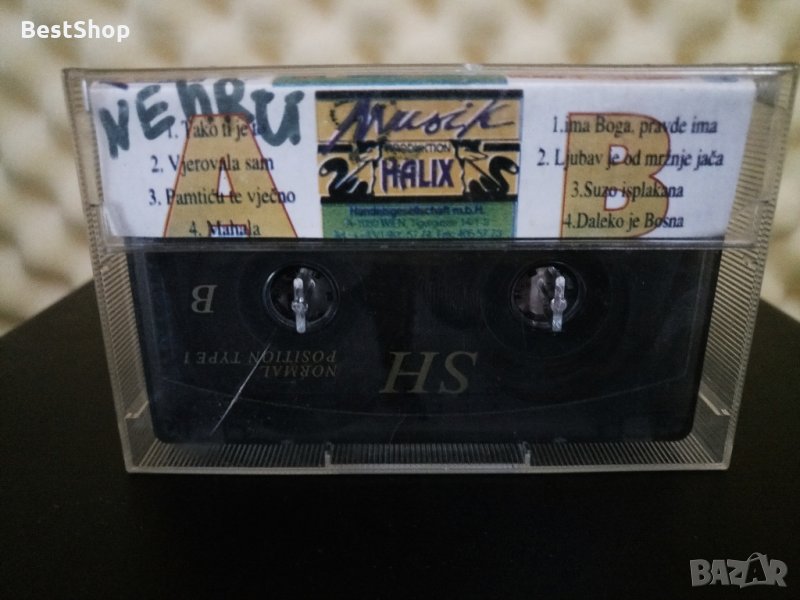 BestShop
NEDRU
A
1. Tako ti je
2. Vjerovala sam
3. Pamtiću te vječno
4. Mahala
Musik
PRODUKTION
HALIX
Handelsgesellschaft m.b.H.
WIEN,
B
1.ima Boga, pravde ima
2. Ljubav je od mržnje jača
3.Suzo isplakana
4.Daleko je Bosna
B
NORMAL
POSITION TYPE I
SH
BAZAR